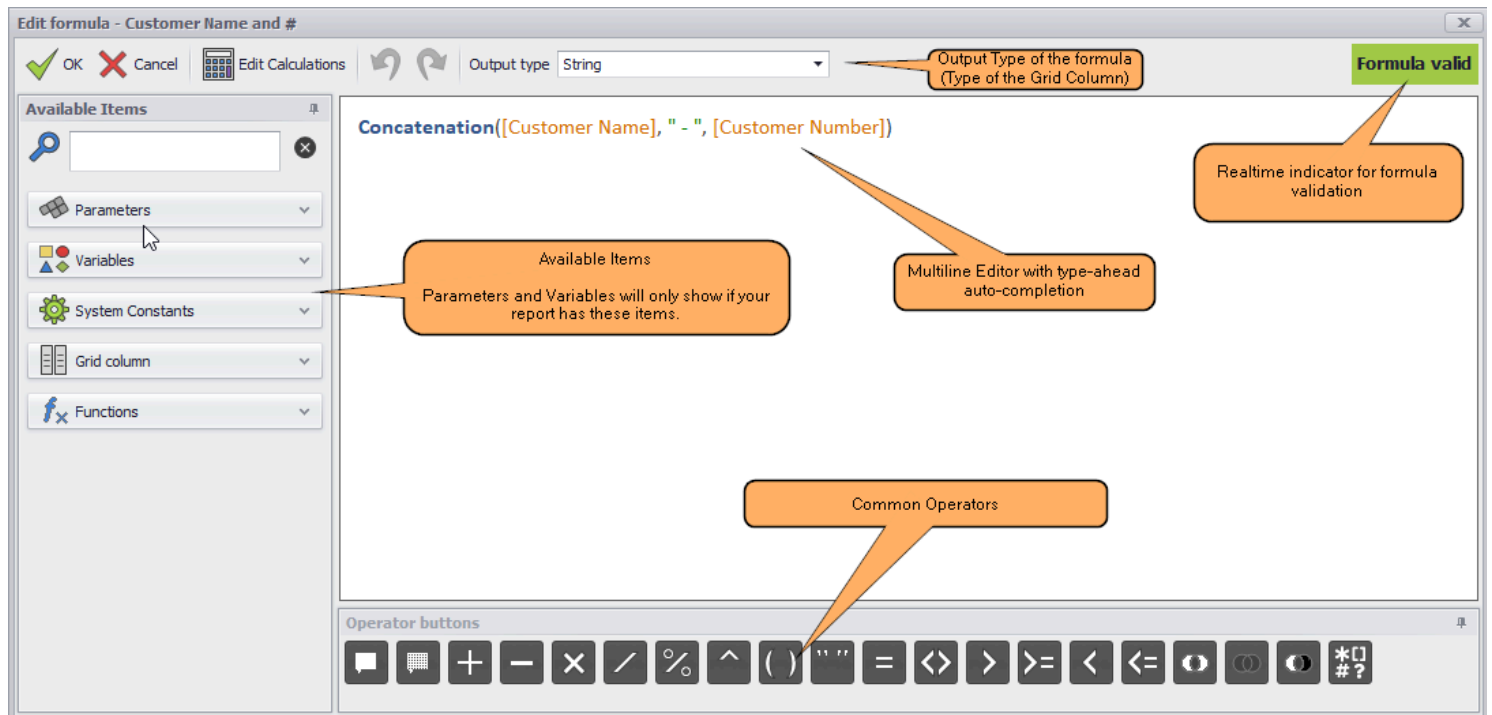 Edit formula - Customer Name and #
OK Cancel Edit Calculations Output type String
Output Type of the formula
(Type of the Grid Column)
Formula valid
Available Items
Concatenation([Customer Name], " - ", [Customer Number])
Realtime indicator for formula
validation
Parameters
Variables
System Constants
Grid column
Functions
Available Items
Parameters and Variables will only show if your
report has these items.
Multiline Editor with type-ahead
auto-completion
Common Operators
Operator buttons
+ − × / % ^ ( ) " " = <> > >= < <= *[]#?